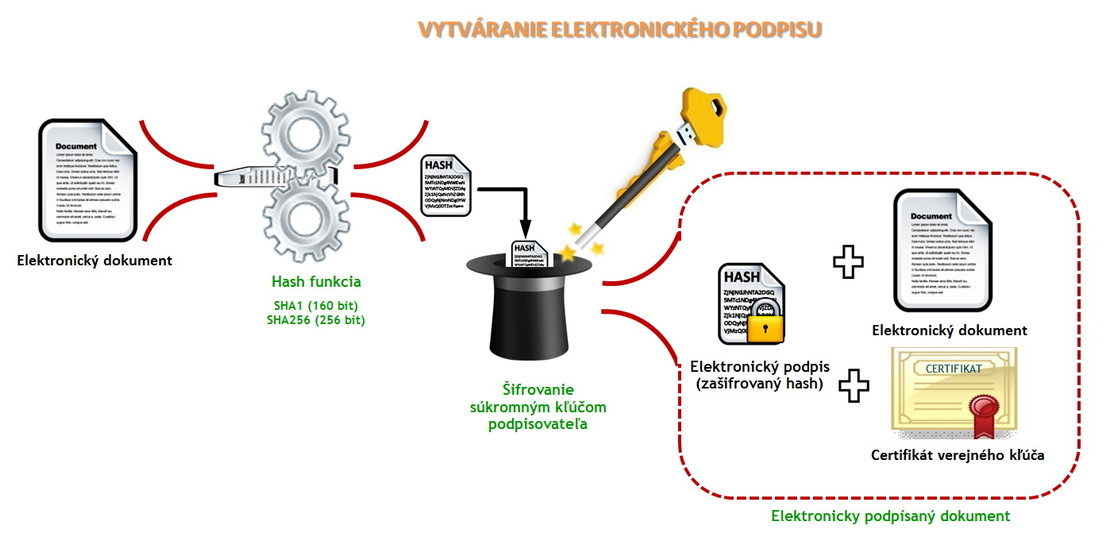 VYTVÁRANIE ELEKTRONICKÉHO PODPISU
Document
Elektronický dokument
Hash funkcia
SHA1 (160 bit)
SHA256 (256 bit)
HASH
HASH
Šifrovanie
súkromným kľúčom
podpisovateľa
HASH
Elektronický podpis
(zašifrovaný hash)
Document
Elektronický dokument
CERTIFIKAT
Certifikát verejného kľúča
Elektronicky podpísaný dokument